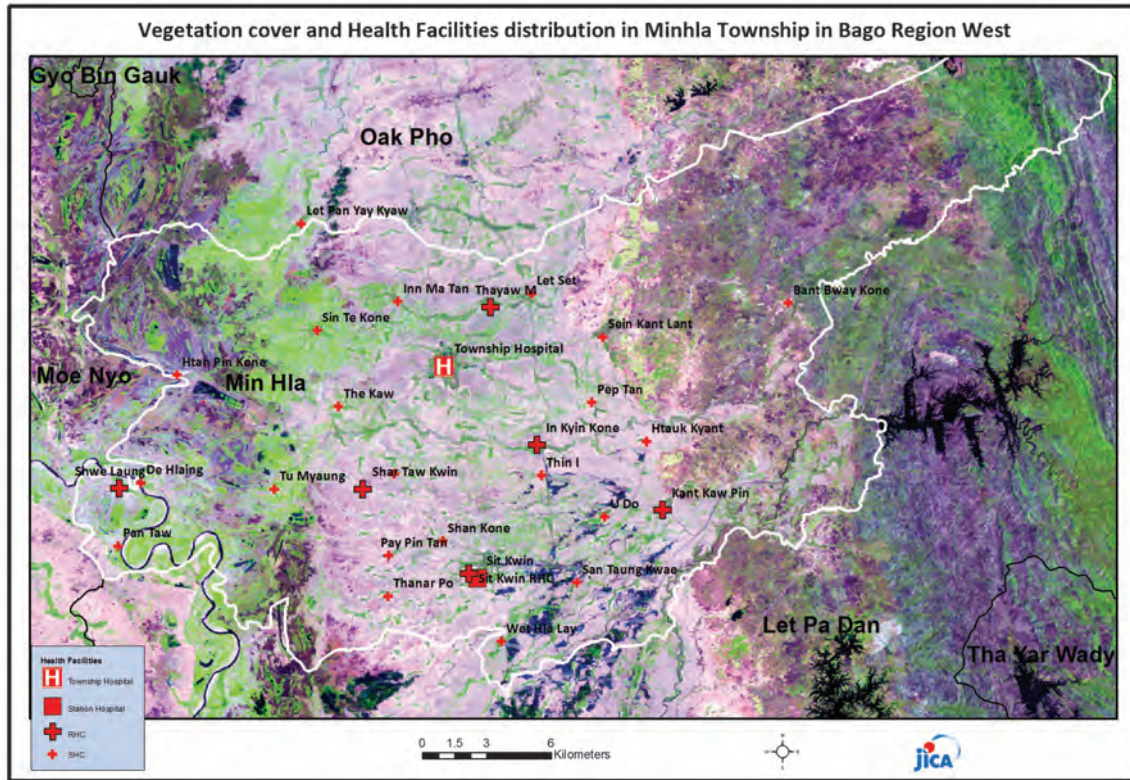 Vegetation cover and Health Facilities distribution in Minhla Township in Bago Region West
Gyo Bin Gauk
Oak Pho
Let Pan Yay Kyaw
Inn Ma Tan
Thayaw M
Let Set
Bant Bway Kone
Sin Te Kone
Sein Kant Lant
Township Hospital
H
Htan Pin Kone
Moe Nyo
Min Hla
The Kaw
Pep Tan
In Kyin Kone
Htauk Kyant
Shwe Laung
De Hlaing
Tu Myaung
Shar Taw Kwin
Thin I
Kant Kaw Pin
U Do
Pan Taw
Shan Kone
Pay Pin Tan
Sit Kwin
Sit Kwin RHC
Thanar Po
San Taung Kwae
Wet Hla Lay
Let Pa Dan
Tha Yar Wady
Health Facilities
H Township Hospital
Station Hospital
RHC
SHC
0 1.5 3 6
Kilometers
jICA